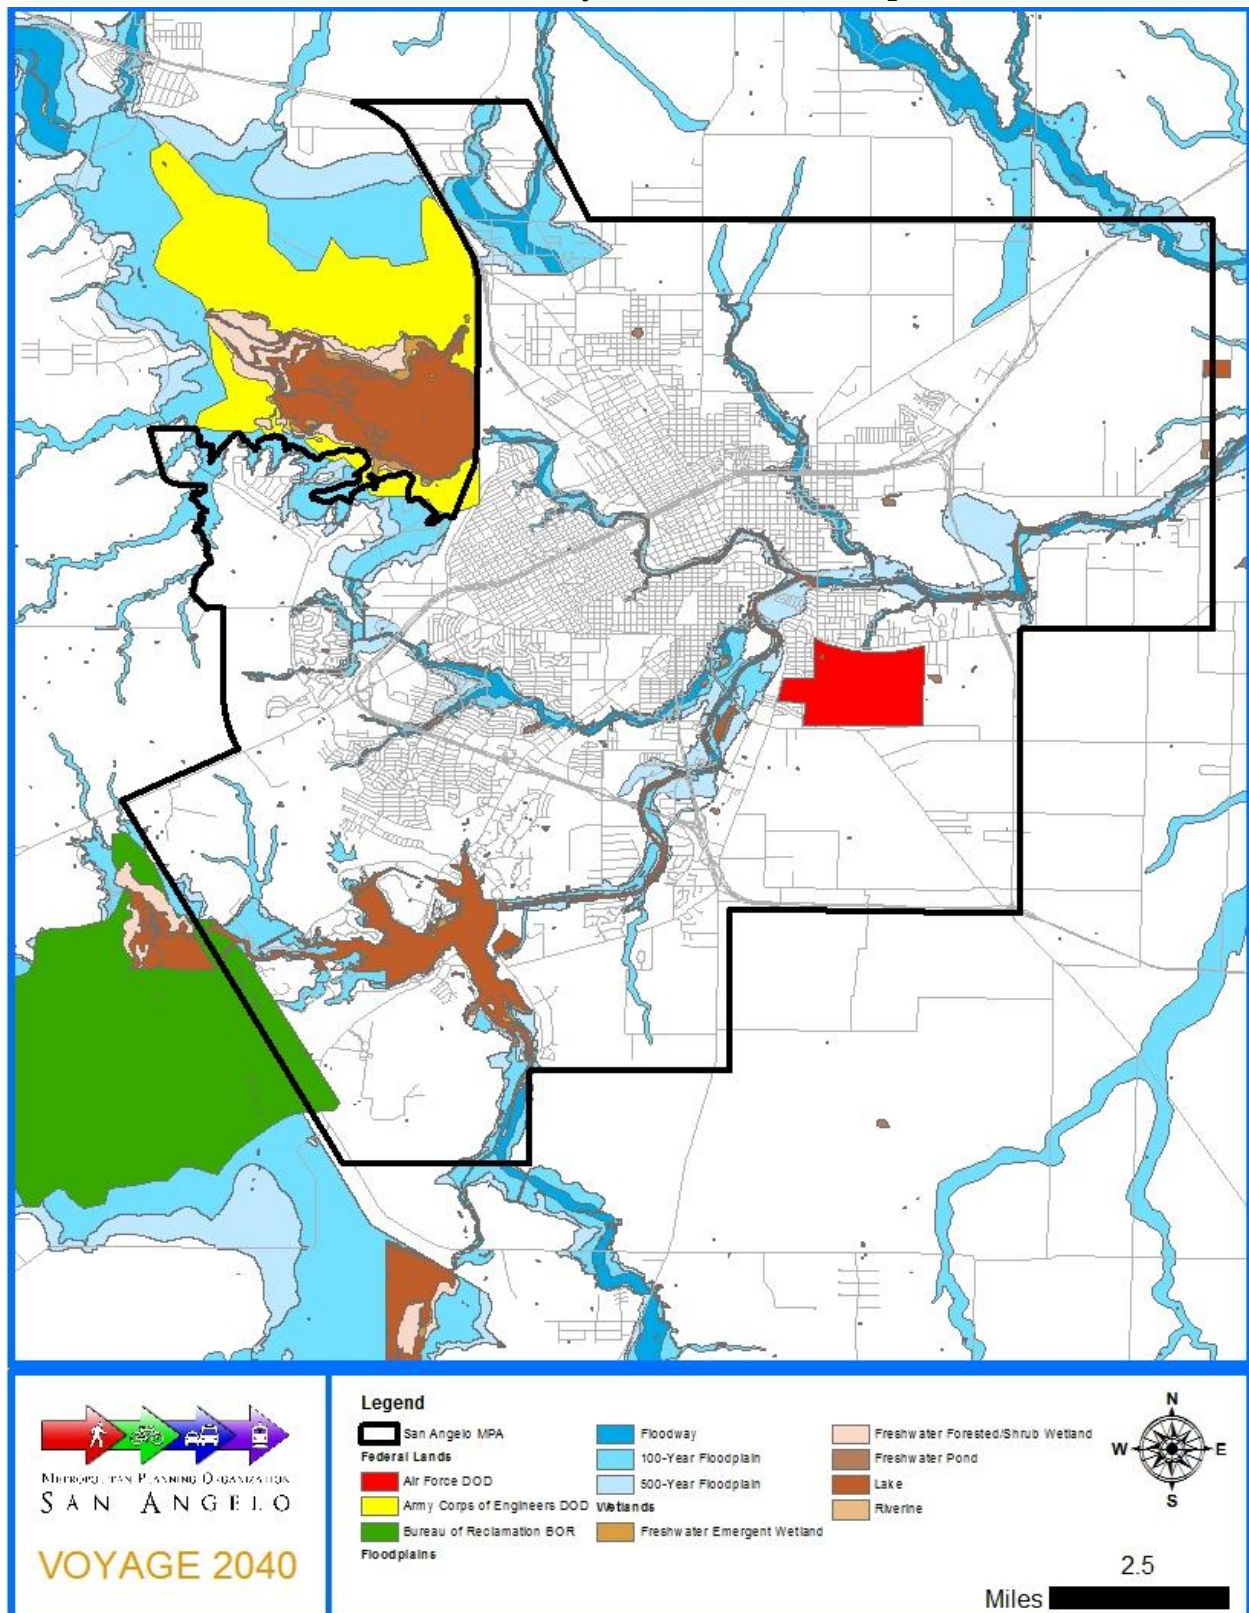 Legend
San Angelo MPA
Federal Lands
Air Force DOD
Army Corps of Engineers DOD
Bureau of Reclamation BOR
Floodplains
Floodway
100-Year Floodplain
500-Year Floodplain
Wetlands
Freshwater Emergent Wetland
Freshwater Forested/Shrub Wetland
Freshwater Pond
Lake
Riverine
N
W
E
S
2.5
Miles
METROPOLITAN PLANNING ORGANIZATION
SAN ANGELO
VOYAGE 2040